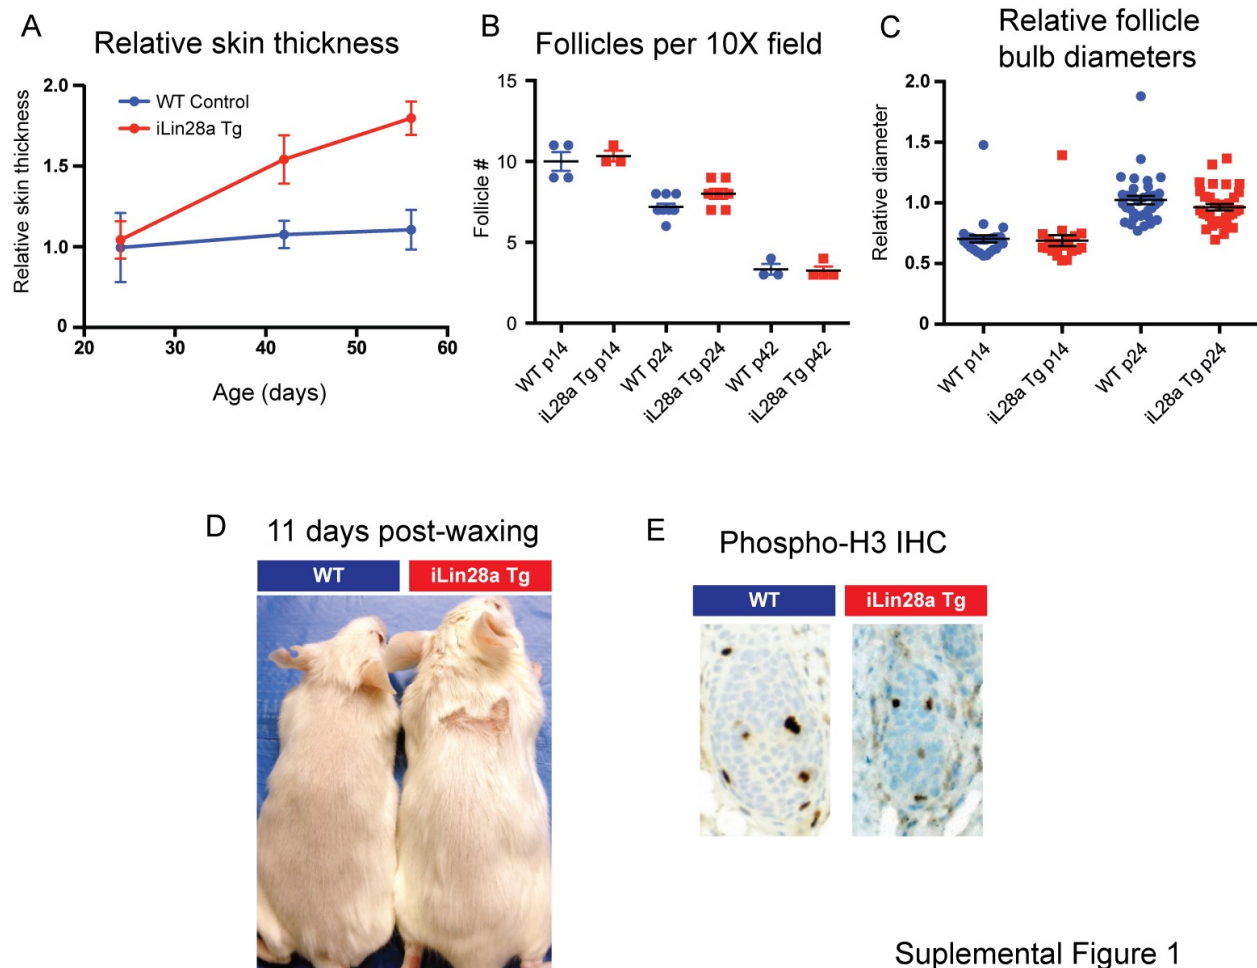 A
Relative skin thickness
Relative skin thickness
2.0
1.5
1.0
0
WT Control
iLin28a Tg
20
30
40
50
60
Age (days)
B
Follicles per 10X field
Follicle #
15
10
5
0
WT p14
iL28a Tg p14
WT p24
iL28a Tg p24
WT p42
iL28a Tg p42
C
Relative follicle
bulb diameters
Relative diameter
2.0
1.5
1.0
0.5
0
WT p14
iL28a Tg p14
WT p24
iL28a Tg p24
D
11 days post-waxing
WT
iLin28a Tg
E
Phospho-H3 IHC
WT
iLin28a Tg
Suplemental Figure 1